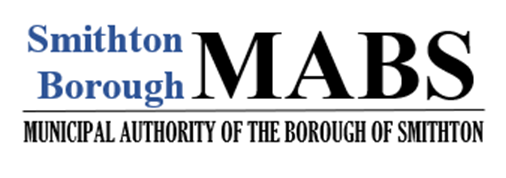 Smithton
Borough
MABS
MUNICIPAL AUTHORITY OF THE BOROUGH OF SMITHTON